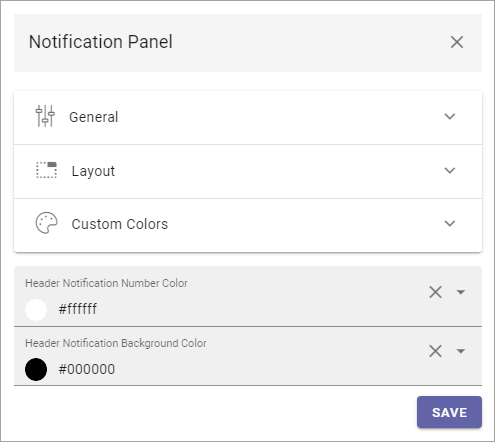 Notification Panel
General
Layout
Custom Colors
Header Notification Number Color
#ffffff
Header Notification Background Color
#000000
SAVE